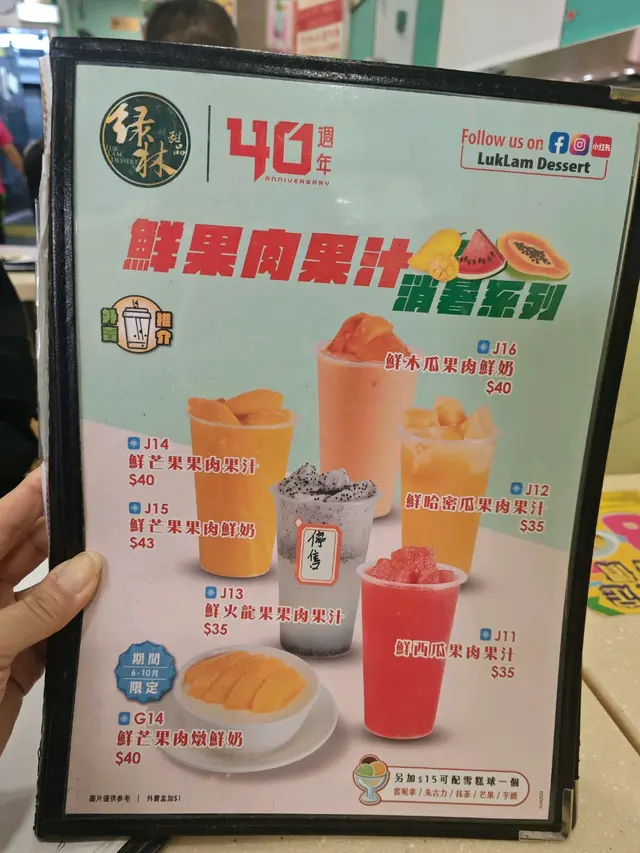 绿林
甜品
LUK LAM DESSERT
40週年
ANNIVERSARY
Follow us on
小红书
LukLam Dessert
鮮果肉果汁
消暑系列
外賣
推介
J16
鮮木瓜果肉鮮奶
$40
J14
鮮芒果果肉果汁
$40
J12
鮮哈密瓜果肉果汁
$35
J15
鮮芒果果肉鮮奶
$43
停售
J13
鮮火龍果果肉果汁
$35
J11
鮮西瓜果肉果汁
$35
期間
6-10月
限定
G14
鮮芒果肉燉鮮奶
$40
另加$15可配雪糕球一個
雲呢拿 / 朱古力 / 抹茶 / 芒果 / 芋頭
圖片僅供參考 | 外賣盒加$1